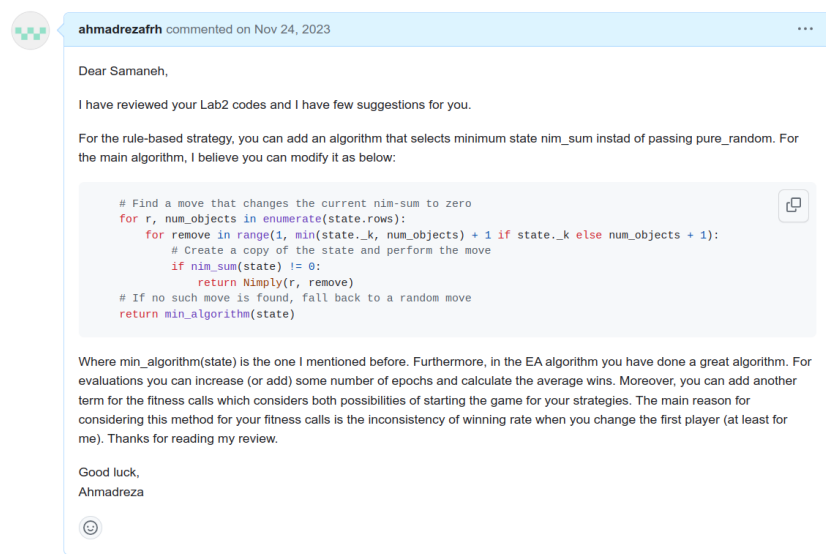 ahmadrezafrh commented on Nov 24, 2023
Dear Samaneh,
I have reviewed your Lab2 codes and I have few suggestions for you.
For the rule-based strategy, you can add an algorithm that selects minimum state nim_sum instad of passing pure_random. For
the main algorithm, I believe you can modify it as below:
# Find a move that changes the current nim-sum to zero
for r, num_objects in enumerate(state.rows):
    for remove in range(1, min(state._k, num_objects) + 1 if state._k else num_objects + 1):
        # Create a copy of the state and perform the move
        if nim_sum(state) != 0:
            return Nimply(r, remove)
# If no such move is found, fall back to a random move
return min_algorithm(state)
Where min_algorithm(state) is the one I mentioned before. Furthermore, in the EA algorithm you have done a great algorithm. For
evaluations you can increase (or add) some number of epochs and calculate the average wins. Moreover, you can add another
term for the fitness calls which considers both possibilities of starting the game for your strategies. The main reason for
considering this method for your fitness calls is the inconsistency of winning rate when you change the first player (at least for
me). Thanks for reading my review.
Good luck,
Ahmadreza